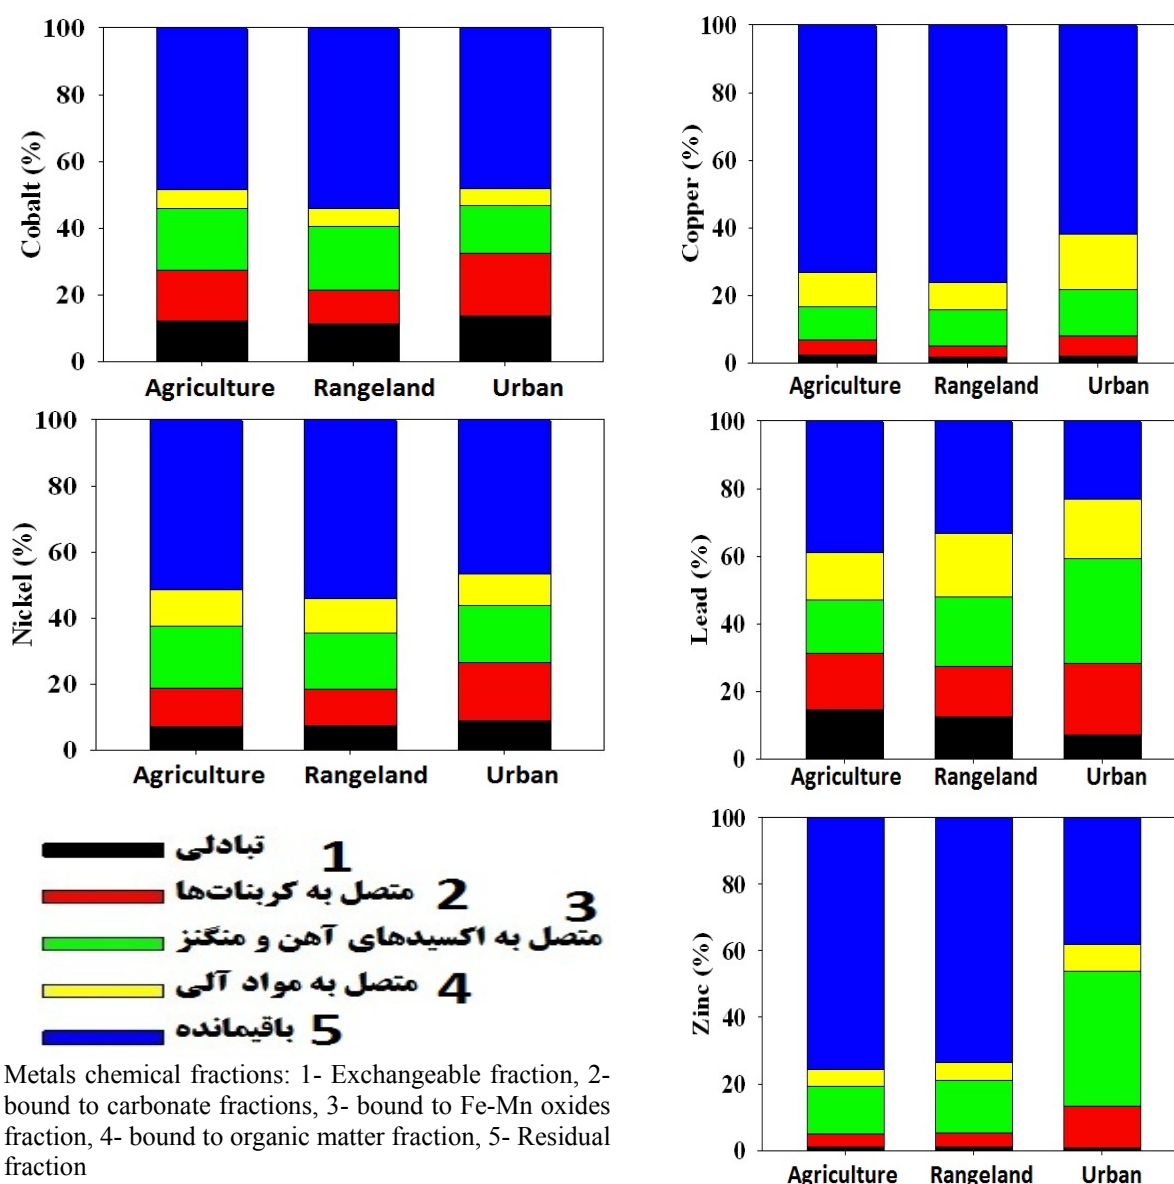 100
80
60
40
20
0
Cobalt (%)
Agriculture Rangeland Urban
100
80
60
40
20
0
Copper (%)
Agriculture Rangeland Urban
100
80
60
40
20
0
Nickel (%)
Agriculture Rangeland Urban
100
80
60
40
20
0
Lead (%)
Agriculture Rangeland Urban
تبادلی 1
متصل به کربنات‌ها 2
متصل به اکسیدهای آهن و منگنز 3
متصل به مواد آلی 4
باقیمانده 5
Metals chemical fractions: 1- Exchangeable fraction, 2-
bound to carbonate fractions, 3- bound to Fe-Mn oxides
fraction, 4- bound to organic matter fraction, 5- Residual
fraction
100
80
60
40
20
0
Zinc (%)
Agriculture Rangeland Urban